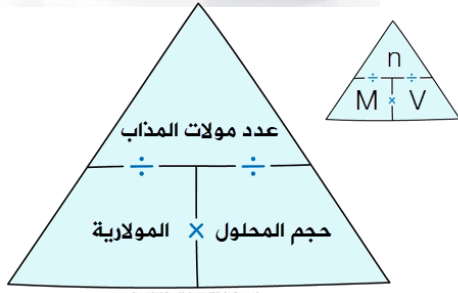 عدد مولات المذاب
÷ ÷
حجم المحلول × المولارية
n
÷ ÷
M × V